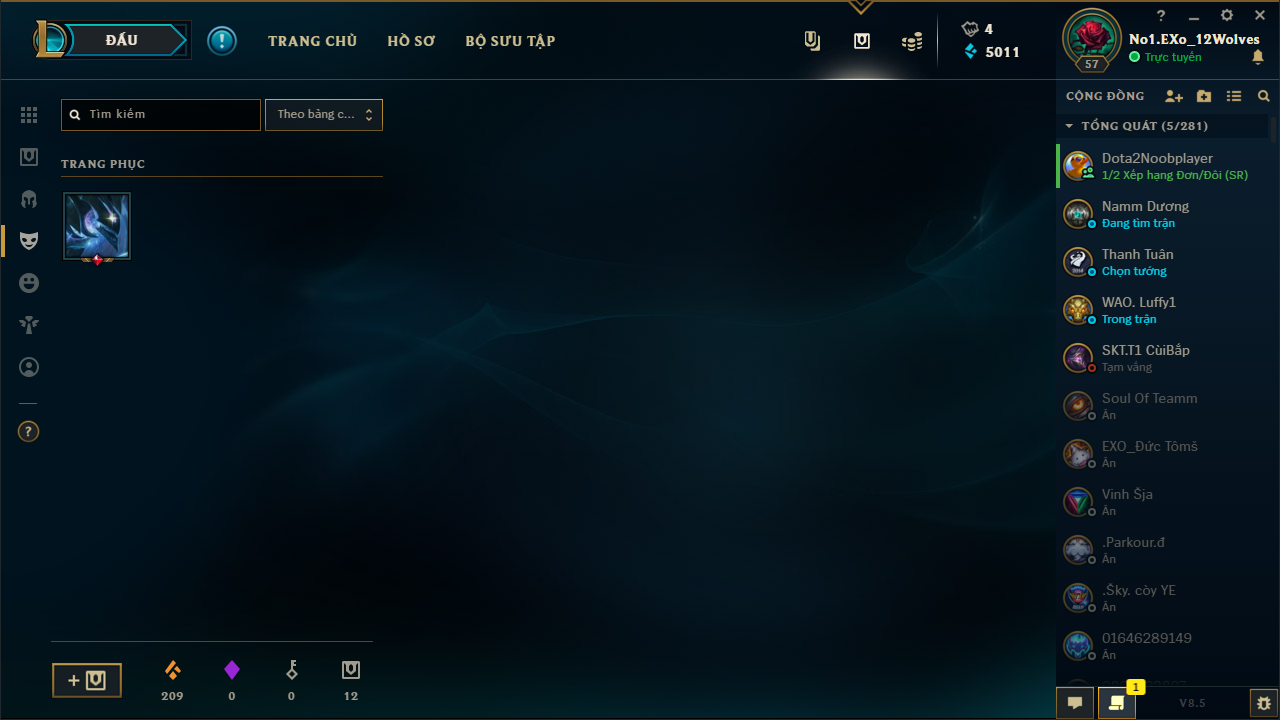 ĐẤU
!
TRANG CHỦ
HỒ SƠ
BỘ SƯU TẬP
4
5011
?
57
No1.EXo_12Wolves
Trực tuyến
Tìm kiếm
Theo bảng c...
TRANG PHỤC
?
209
0
0
12
CỘNG ĐỒNG
TỔNG QUÁT (5/281)
Dota2Noobplayer
1/2 Xếp hạng Đơn/Đôi (SR)
Namm Dương
Đang tìm trận
Thanh Tuân
Chọn tướng
WAO. Luffy1
Trong trận
SKT.T1 CùiBắp
Tạm vắng
Soul Of Teamm
Ẩn
EXO_Đức Tômš
Ẩn
Vinh Šja
Ẩn
.Parkour.đ
Ẩn
.Šky. còy YE
Ẩn
01646289149
Ẩn
1
V8.5